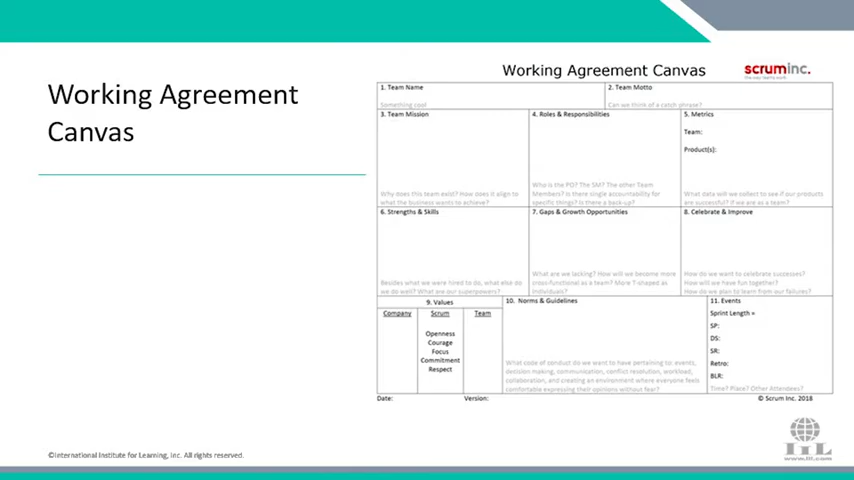 Working Agreement
Canvas
Working Agreement Canvas
scruminc.
1. Team Name
Something cool
2. Team Motto
Can we think of a catch phrase?
3. Team Mission
Why does this team exist? How does it align to
what the business wants to achieve?
4. Roles & Responsibilities
Who is the PO? The SM? The other Team
Members? Is there single accountability for
specific things? Is there a back-up?
5. Metrics
Team:
Product(s):
What data will we collect to see if our products
are successful? If we are as a team?
6. Strengths & Skills
Besides what we were hired to do, what else do
we do well? What are our superpowers?
7. Gaps & Growth Opportunities
What are we lacking? How will we become more
cross-functional as a team? More T-shaped as
individuals?
8. Celebrate & Improve
How do we want to celebrate successes?
How will we have fun together?
How do we plan to learn from our failures?
9. Values
Company Scrum Team
Openness
Courage
Focus
Commitment
Respect
10. Norms & Guidelines
What code of conduct do we want to have pertaining to: events,
decision making, communication, conflict resolution, workload,
collaboration, and creating an environment where everyone feels
comfortable expressing their opinions without fear?
11. Events
Sprint Length =
SP:
DS:
SR:
Retro:
BLR:
Time? Place? Other Attendees?
Date: Version: © Scrum Inc. 2018
©International Institute for Learning, inc. All rights reserved.
IIL
www.iil.com